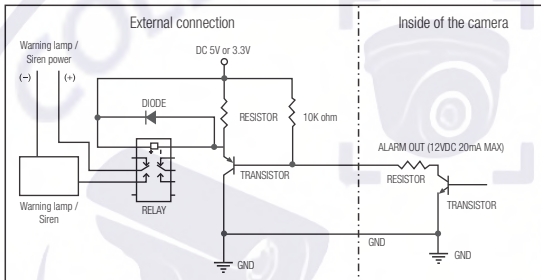 External connection
Inside of the camera
Warning lamp /
Siren power
(−)
(+)
DC 5V or 3.3V
DIODE
RESISTOR
10K ohm
+
−
RELAY
TRANSISTOR
ALARM OUT (12VDC 20mA MAX)
RESISTOR
TRANSISTOR
Warning lamp /
Siren
GND
GND
GND